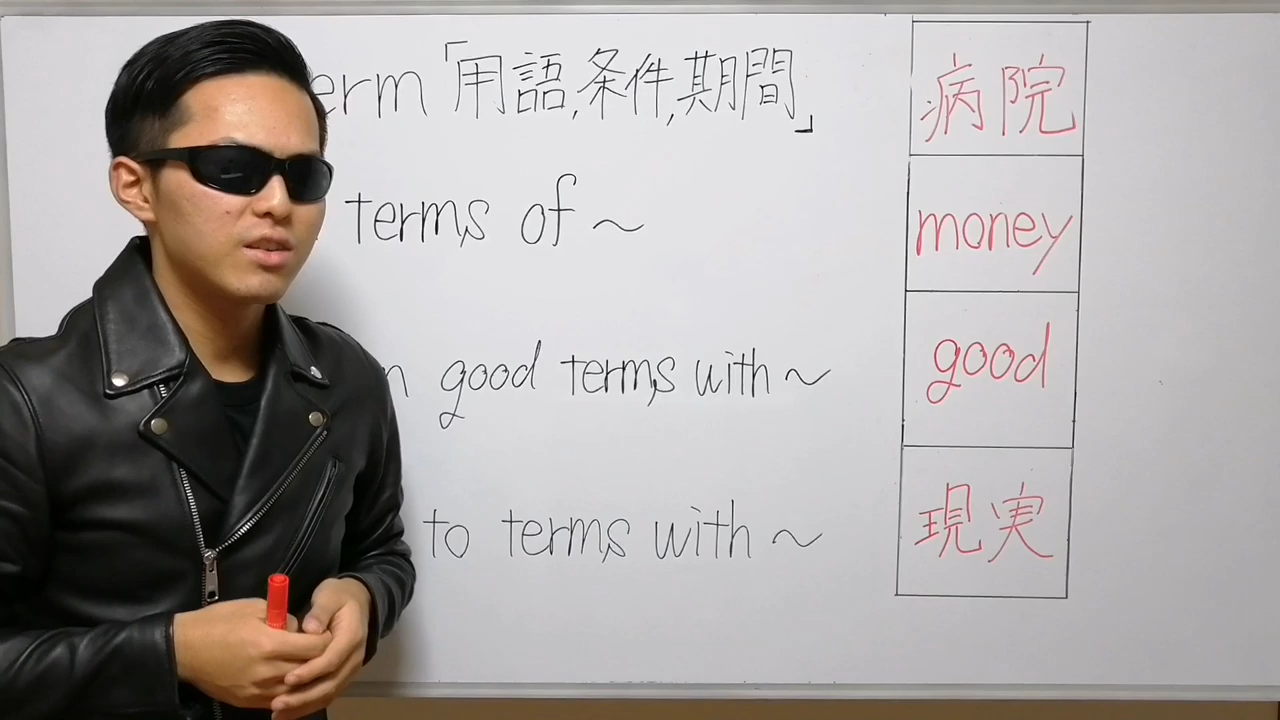 erm「用語,条件,期間」
terms of ~
n good terms with ~
to terms with ~
病院
money
good
現実